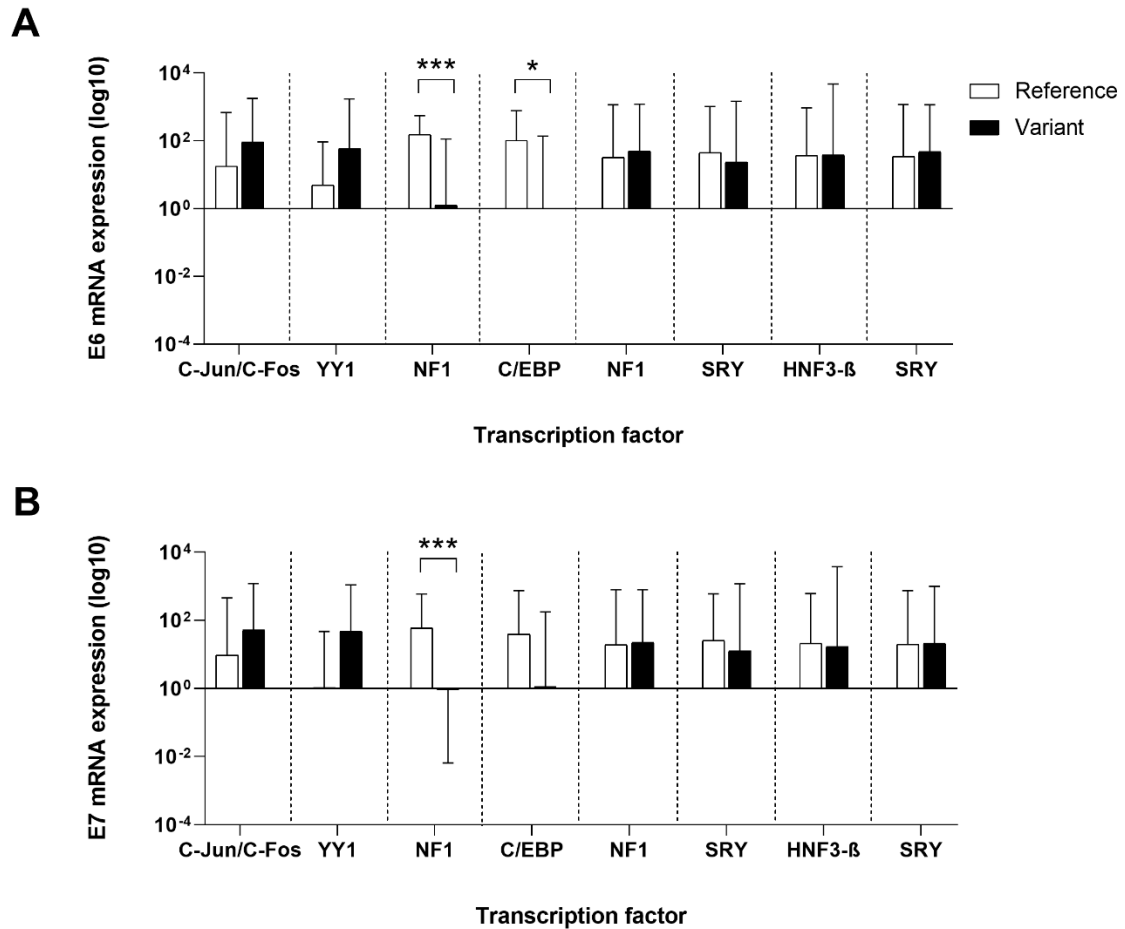 A
E6 mRNA expression (log10)
10⁴
10²
10⁰
10⁻²
10⁻⁴
***
*
Reference
Variant
C-Jun/C-Fos YY1 NF1 C/EBP NF1 SRY HNF3-ß SRY
Transcription factor
B
E7 mRNA expression (log10)
10⁴
10²
10⁰
10⁻²
10⁻⁴
***
C-Jun/C-Fos YY1 NF1 C/EBP NF1 SRY HNF3-ß SRY
Transcription factor